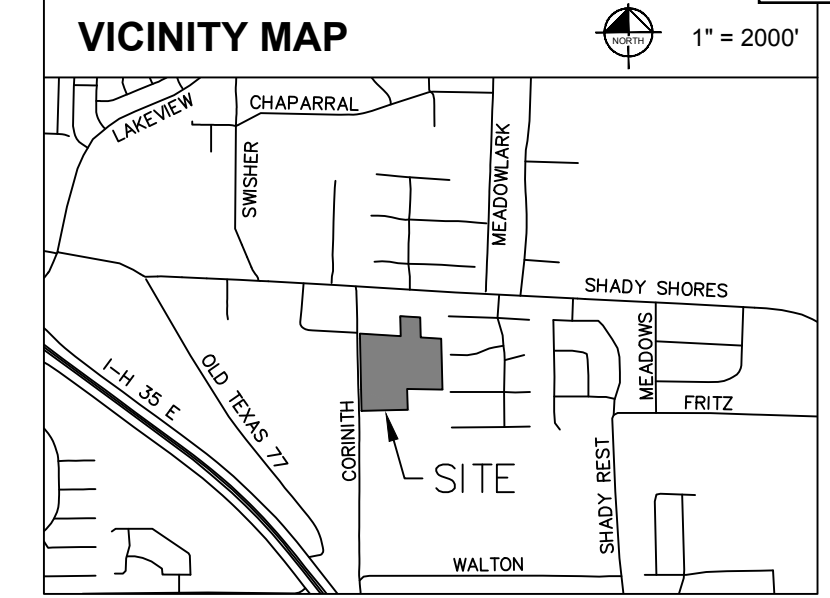 VICINITY MAP
NORTH
1" = 2000'
LAKEVIEW
CHAPARRAL
SWISHER
MEADOWLARK
SHADY SHORES
I-H 35 E
OLD TEXAS 77
CORINITH
MEADOWS
FRITZ
SITE
SHADY REST
WALTON